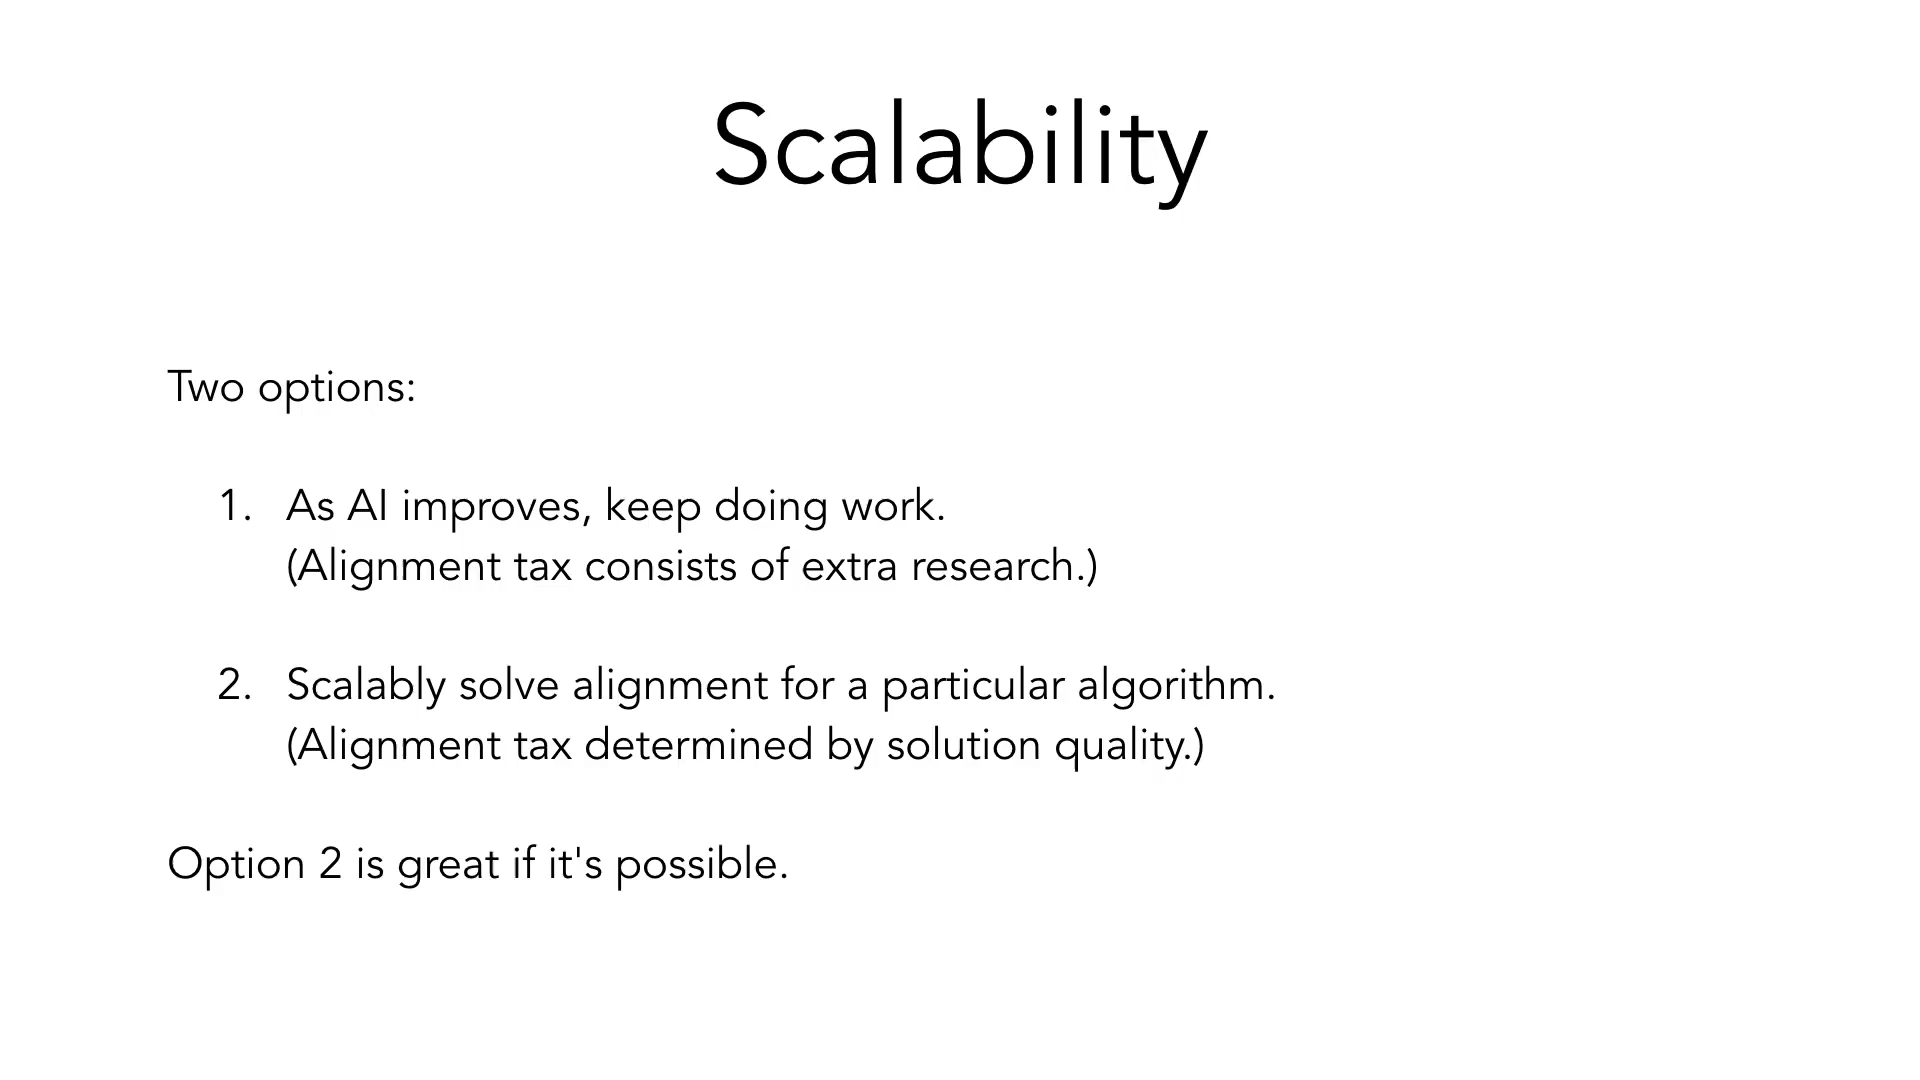 Scalability
Two options:
1. As AI improves, keep doing work.
(Alignment tax consists of extra research.)
2. Scalably solve alignment for a particular algorithm.
(Alignment tax determined by solution quality.)
Option 2 is great if it's possible.